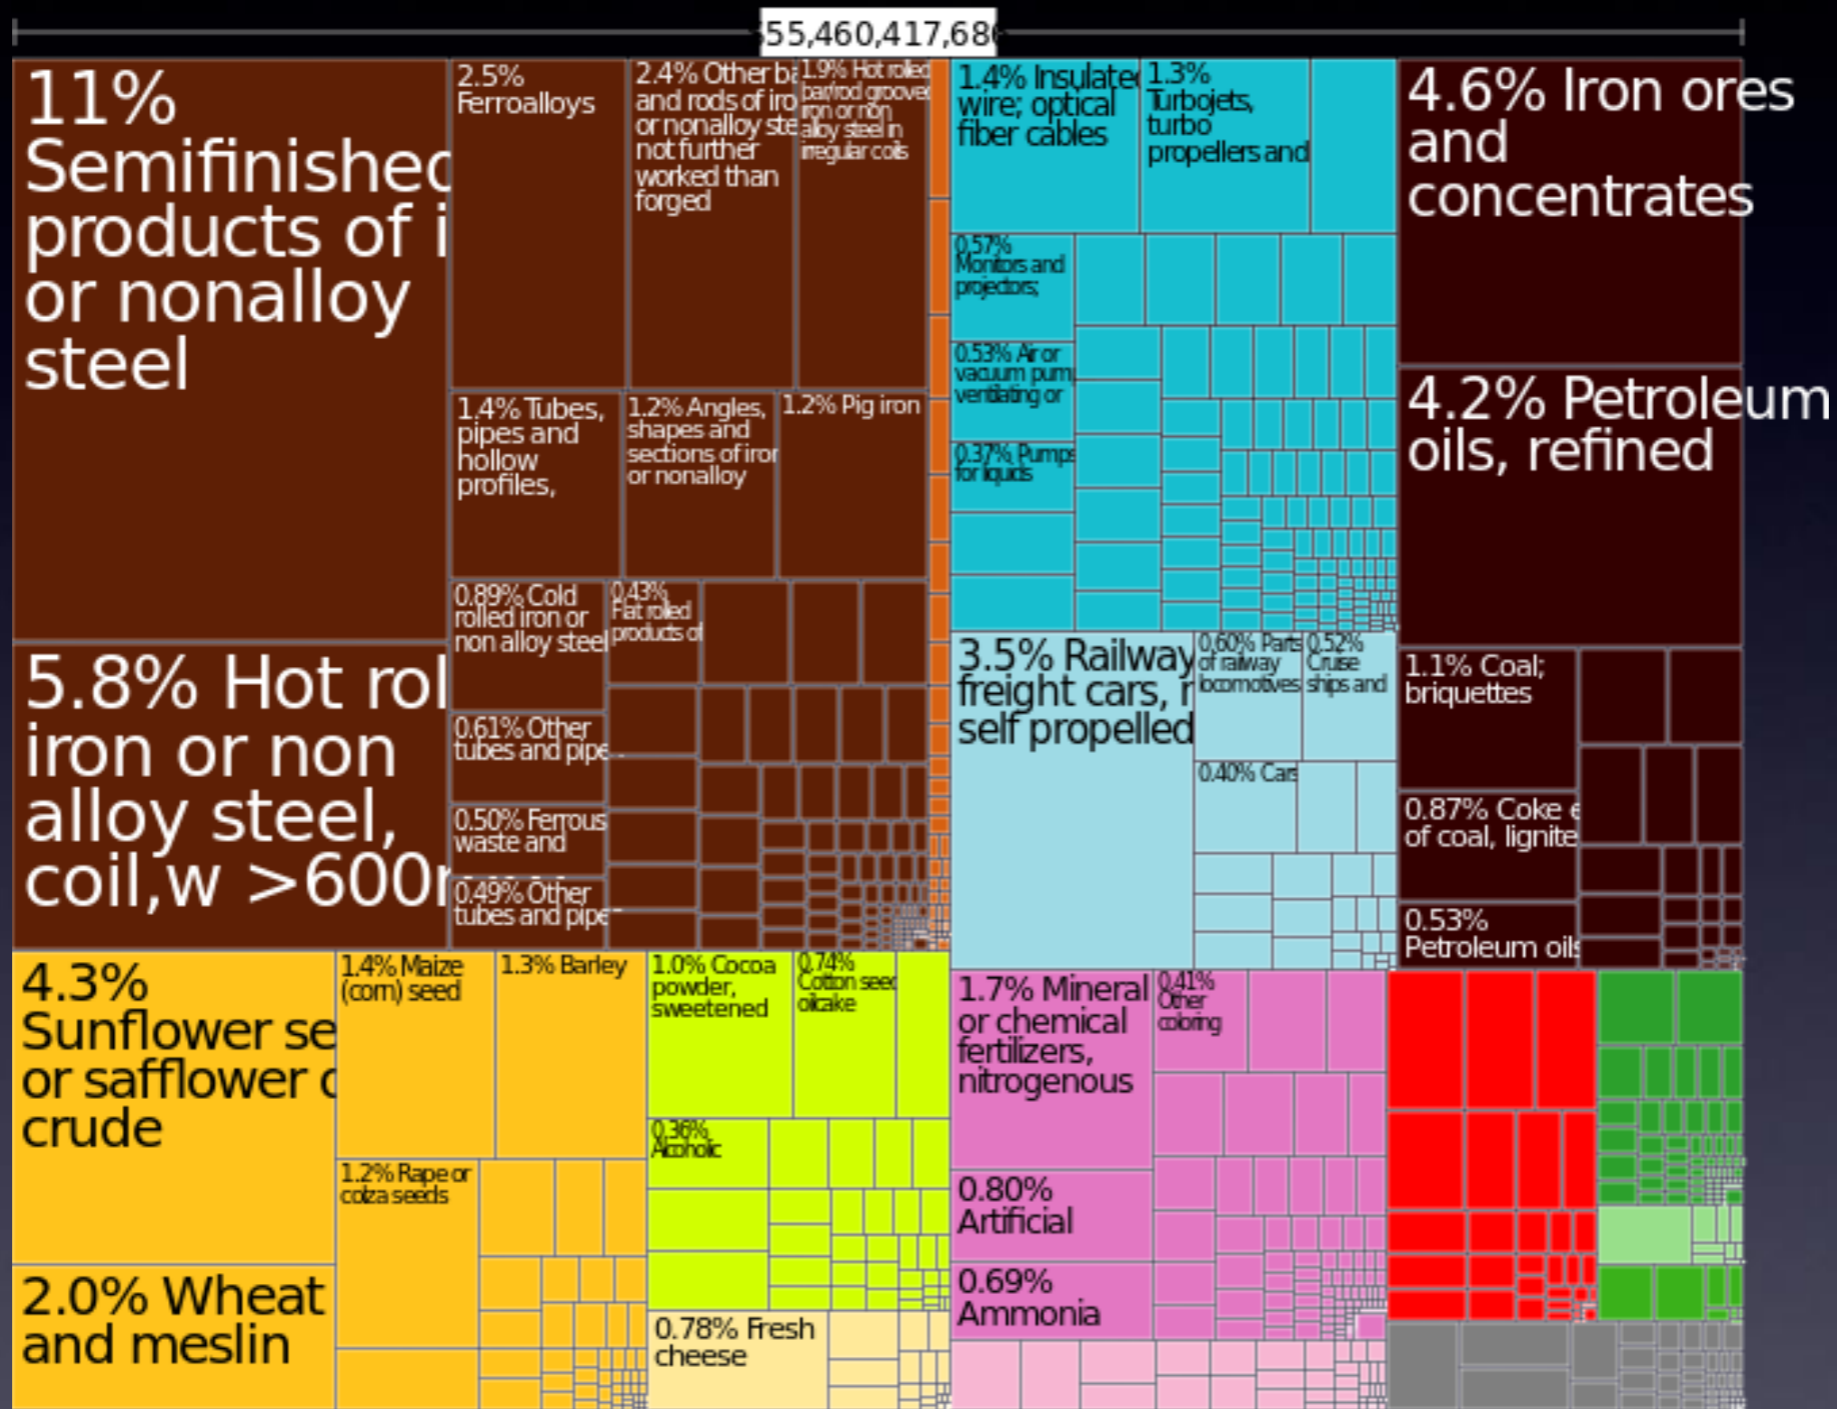 55,460,417,68
11%
Semifinished
products of i
or nonalloy
steel
5.8% Hot rol
iron or non
alloy steel,
coil,w >600
2.5%
Ferroalloys
2.4% Other ba
and rods of iro
or nonalloy ste
not further
worked than
forged
1.9% Hot rolled
bar/rod grooved
iron or non
alloy steel in
irregular coils
1.4% Tubes,
pipes and
hollow
profiles,
1.2% Angles,
shapes and
sections of iron
or nonalloy
1.2% Pig iron
0.89% Cold
rolled iron or
non alloy steel
0.43%
Flat rolled
products of
0.61% Other
tubes and pipe
0.50% Ferrous
waste and
0.49% Other
tubes and pipe
1.4% Insulated
wire; optical
fiber cables
1.3%
Turbojets,
turbo
propellers and
0.57%
Monitors and
projectors;
0.53% Air or
vacuum pump
ventilating or
0.37% Pumps
for liquids
3.5% Railway
freight cars, n
self propelled
0.60% Parts
of railway
locomotives
0.52%
Cruise
ships and
0.40% Cars
4.6% Iron ores
and
concentrates
4.2% Petroleum
oils, refined
1.1% Coal;
briquettes
0.87% Coke
of coal, lignite
0.53%
Petroleum oils
4.3%
Sunflower se
or safflower o
crude
2.0% Wheat
and meslin
1.4% Maize
(corn) seed
1.3% Barley
1.2% Rape or
colza seeds
1.0% Cocoa
powder,
sweetened
0.74%
Cotton seed
oilcake
0.36%
Alcoholic
0.78% Fresh
cheese
1.7% Mineral
or chemical
fertilizers,
nitrogenous
0.41%
Other
coloring
0.80%
Artificial
0.69%
Ammonia